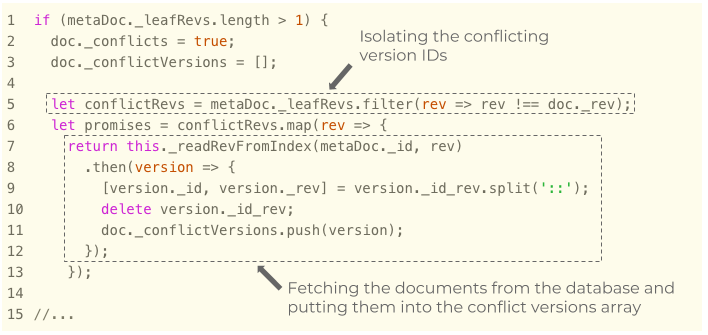 1 if (metaDoc._leafRevs.length > 1) {
2 doc._conflicts = true;
3 doc._conflictVersions = [];
Isolating the conflicting
version IDs
4
5 let conflictRevs = metaDoc._leafRevs.filter(rev => rev !== doc._rev);
6 let promises = conflictRevs.map(rev => {
7 return this._readRevFromIndex(metaDoc._id, rev)
8 .then(version => {
9 [version._id, version._rev] = version._id_rev.split('::');
10 delete version._id_rev;
11 doc._conflictVersions.push(version);
12 });
13 });
Fetching the documents from the database and
putting them into the conflict versions array
14
15 //...